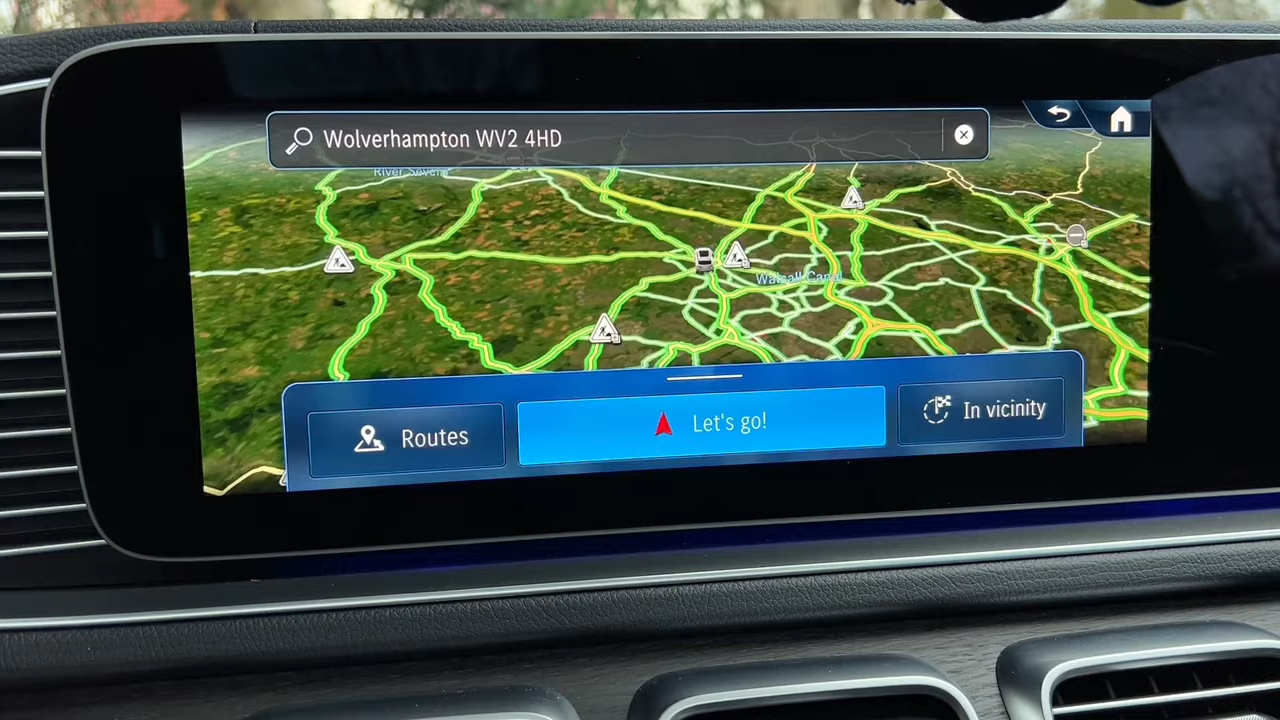 Wolverhampton WV2 4HD
River Severn
Walsall Canal
Routes
Let's go!
In vicinity